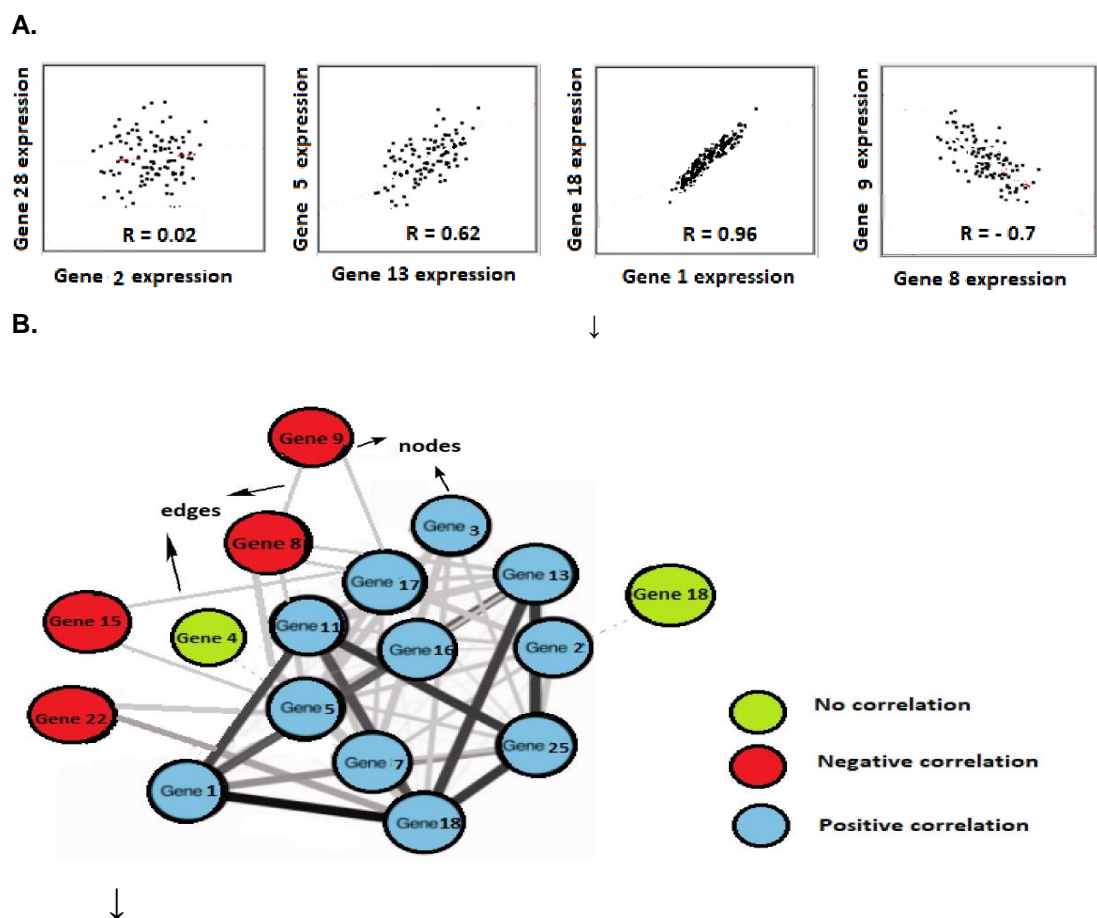 A.
Gene 28 expression
R = 0.02
Gene 2 expression
Gene 5 expression
R = 0.62
Gene 13 expression
Gene 18 expression
R = 0.96
Gene 1 expression
Gene 9 expression
R = - 0.7
Gene 8 expression
B.
↓
Gene 9
nodes
edges
Gene 3
Gene 8
Gene 17
Gene 13
Gene 18
Gene 15
Gene 4
Gene 11
Gene 16
Gene 2
Gene 22
Gene 5
Gene 25
Gene 7
Gene 1
Gene 18
No correlation
Negative correlation
Positive correlation
↓